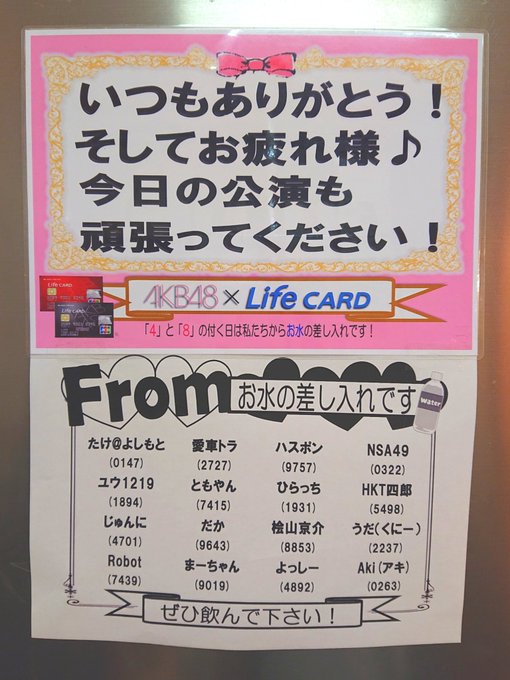 いつもありがとう！
そしてお疲れ様♪
今日の公演も
頑張ってください！
AKB48×Life CARD
「4」と「8」の付く日は私たちからお水の差し入れです！
From お水の差し入れです
water
たけ@よしもと 愛車トラ ハスポン NSA49
(0147) (2727) (9757) (0322)
ユウ1219 ともやん ひらっち HKT四郎
(1894) (7415) (1931) (5498)
じゅんに だか 桧山京介 うだ(くにー)
(4701) (9643) (8853) (2237)
Robot まーちゃん よっしー Aki(アキ)
(7439) (9019) (4892) (0263)
ぜひ飲んで下さい！